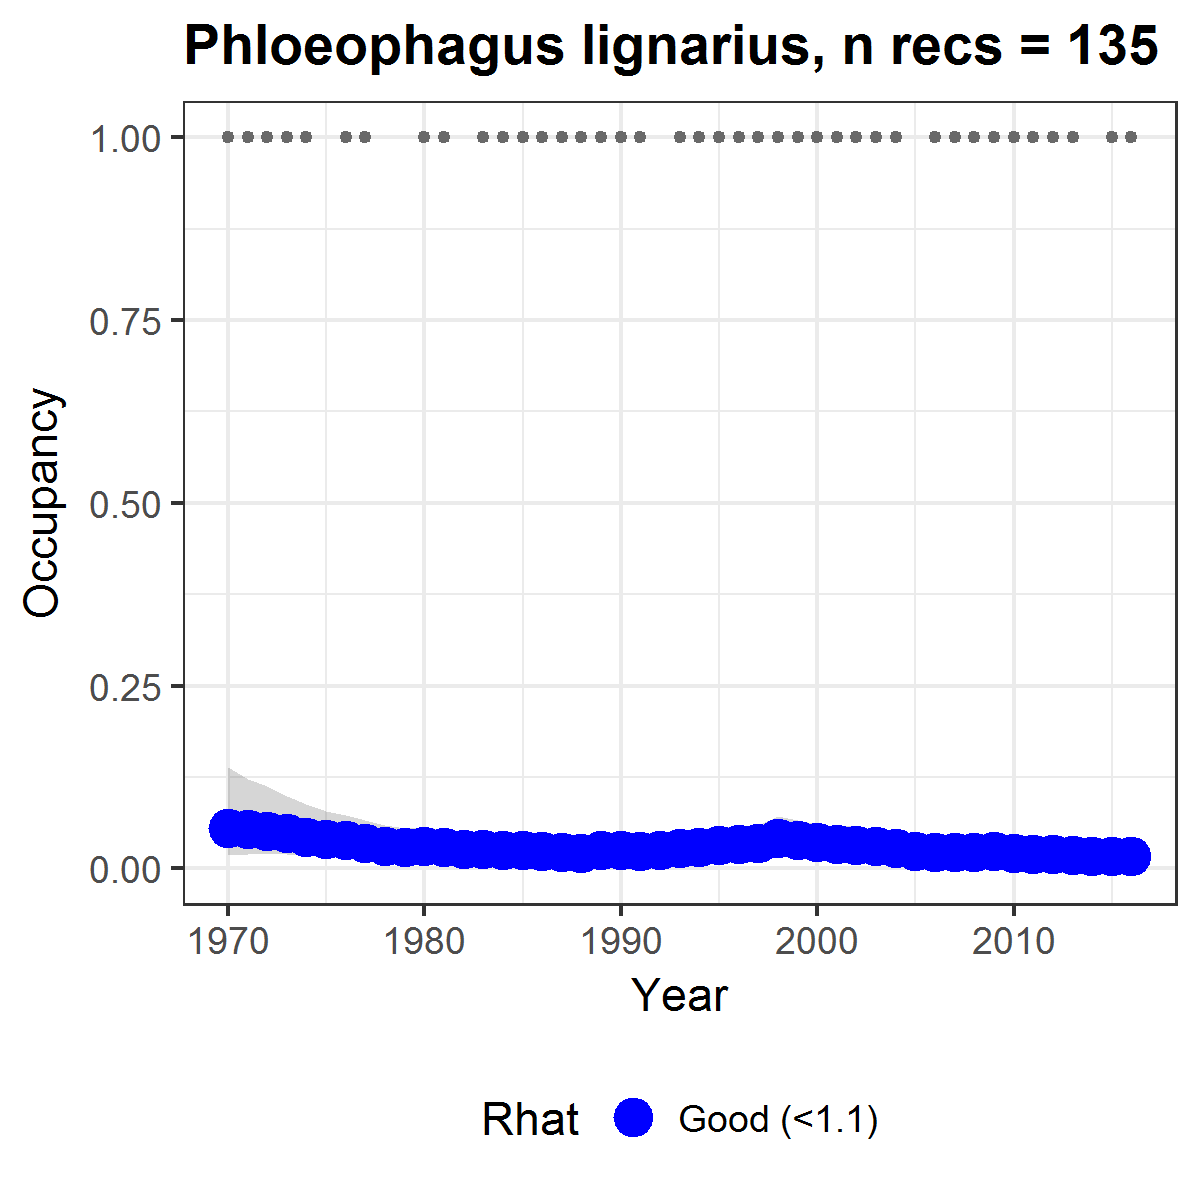 Phloeophagus lignarius, n recs = 135
1.00
0.75
0.50
0.25
0.00
Occupancy
1970 1980 1990 2000 2010
Year
Rhat Good (<1.1)